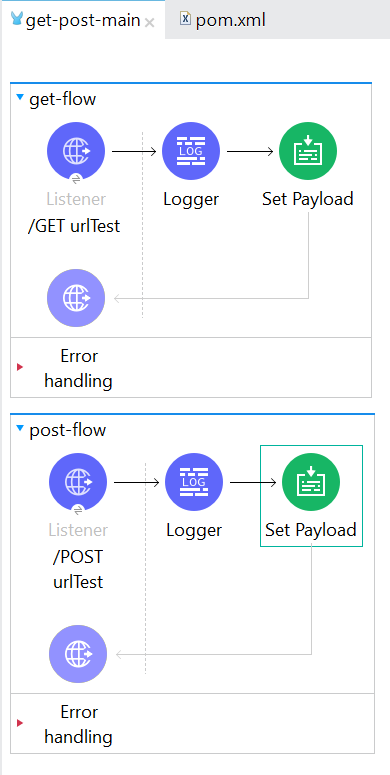 get-post-main
pom.xml
get-flow
LOG
Listener
Logger
Set Payload
/GET urlTest
Error
handling
post-flow
LOG
Listener
Logger
Set Payload
/POST
urlTest
Error
handling